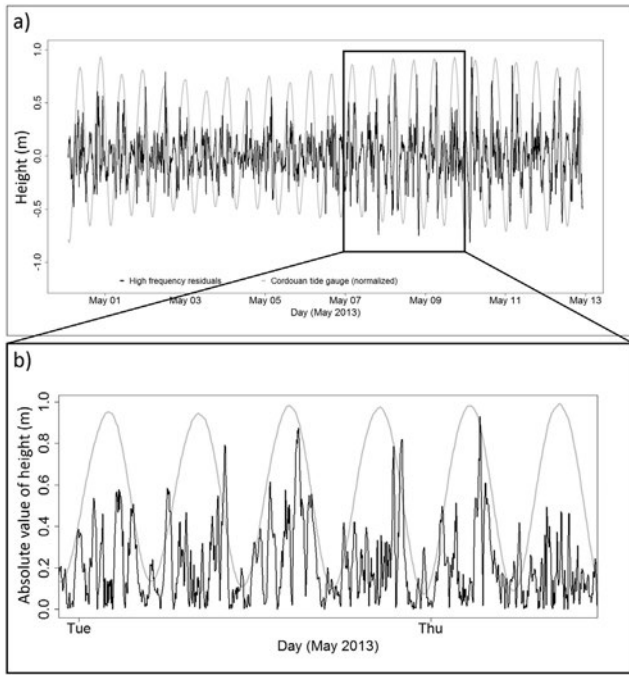 a)
1.0
0.5
0.0
-0.5
-1.0
Height (m)
High frequency residuals Cordouan tide gauge (normalized)
May 01 May 03 May 05 May 07 May 09 May 11 May 13
Day (May 2013)
b)
1.0
0.8
0.6
0.4
0.2
0.0
Absolute value of height (m)
Tue Thu
Day (May 2013)